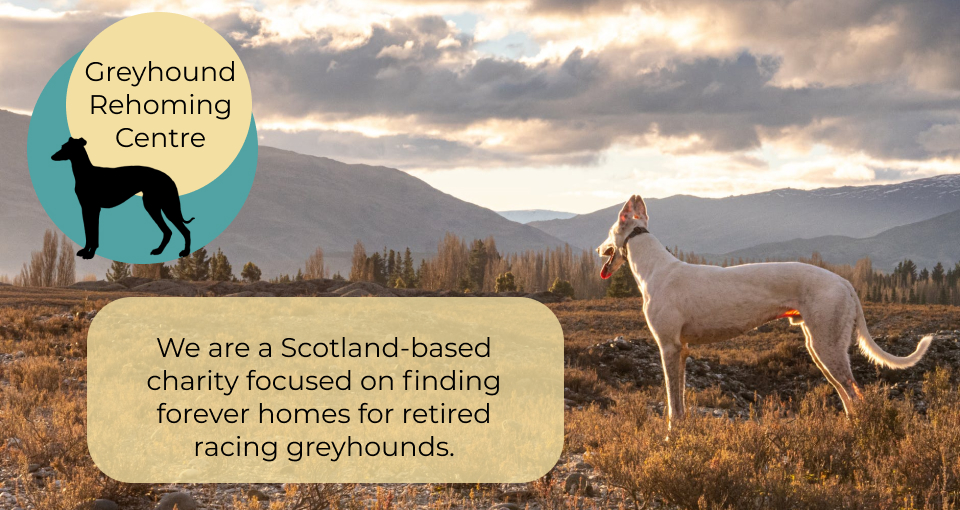 Greyhound
Rehoming
Centre
We are a Scotland-based
charity focused on finding
forever homes for retired
racing greyhounds.